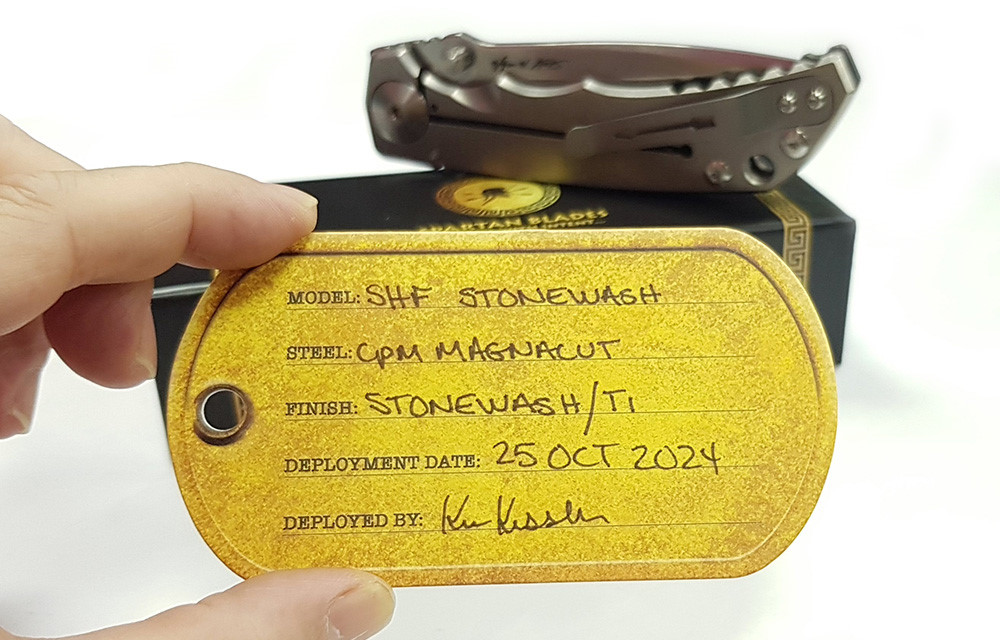 SPARTAN BLADES
MODEL: SHF STONEWASH
STEEL: CPM MAGNACUT
FINISH: STONEWASH/Ti
DEPLOYMENT DATE: 25 OCT 2024
DEPLOYED BY: